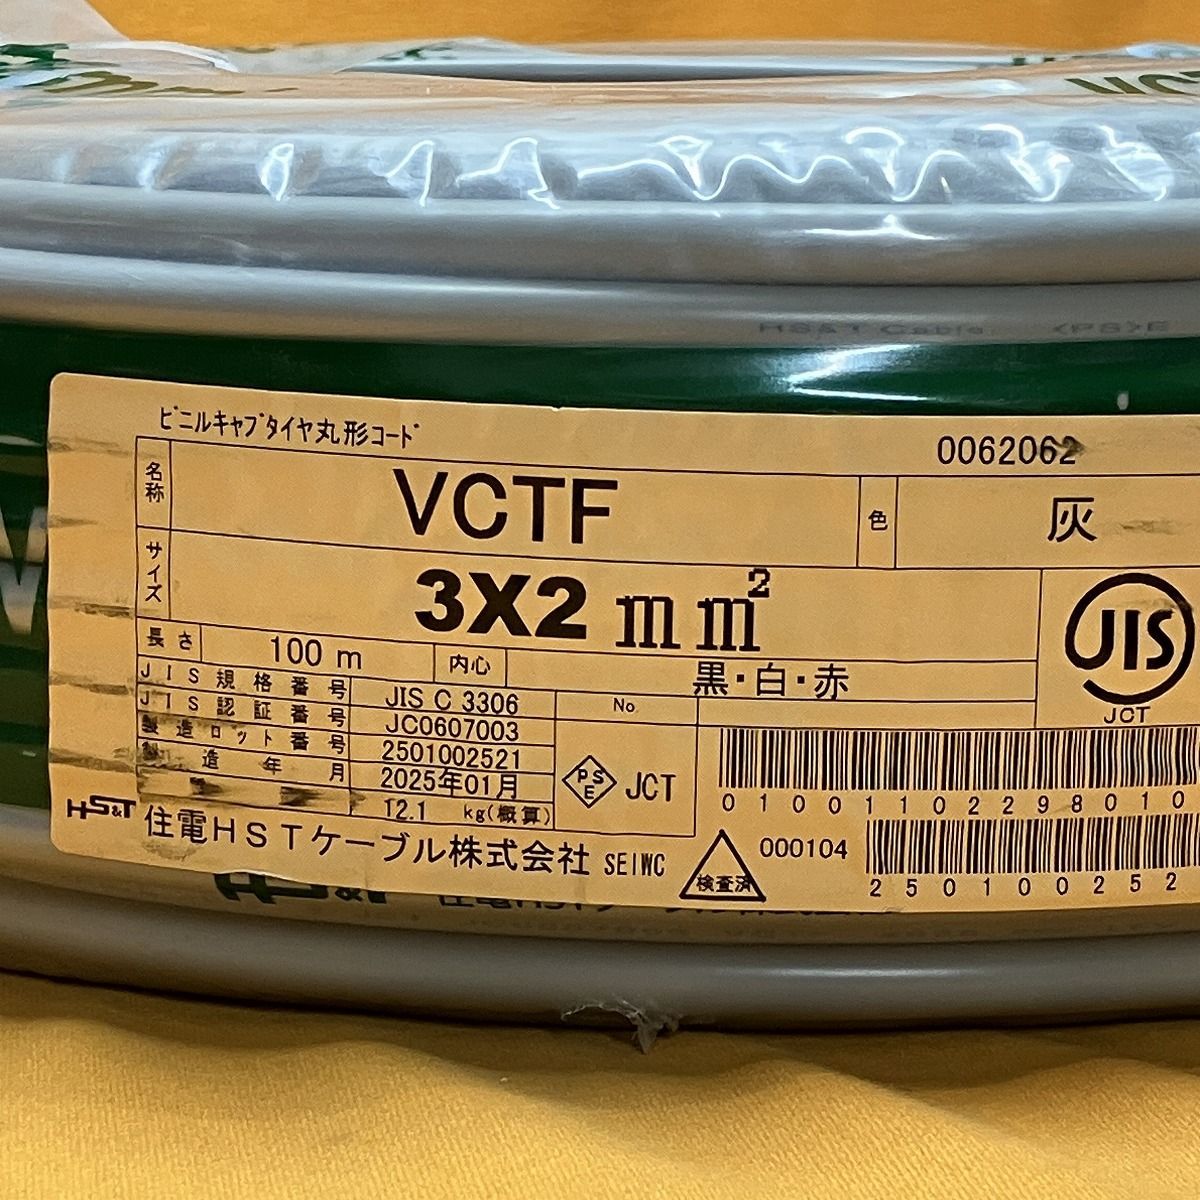 HS&T Cable <PS>E
ﾋﾞﾆﾙｷｬﾌﾞﾀｲﾔ丸形ｺｰﾄﾞ 0062062
名称 VCTF 色 灰
サイズ 3X2mm²
長さ 100 m 内心 黒・白・赤
JIS規格番号 JIS C 3306 No.
JIS認証番号 JC0607003
製造ロット番号 2501002521
製造年月 2025年01月
12.1 kg(概算)
PSE JCT
JIS
JCT
0100110229801 0
HS&T 住電HSTケーブル株式会社 SEIWC
検査済
000104
250100252
HS&T